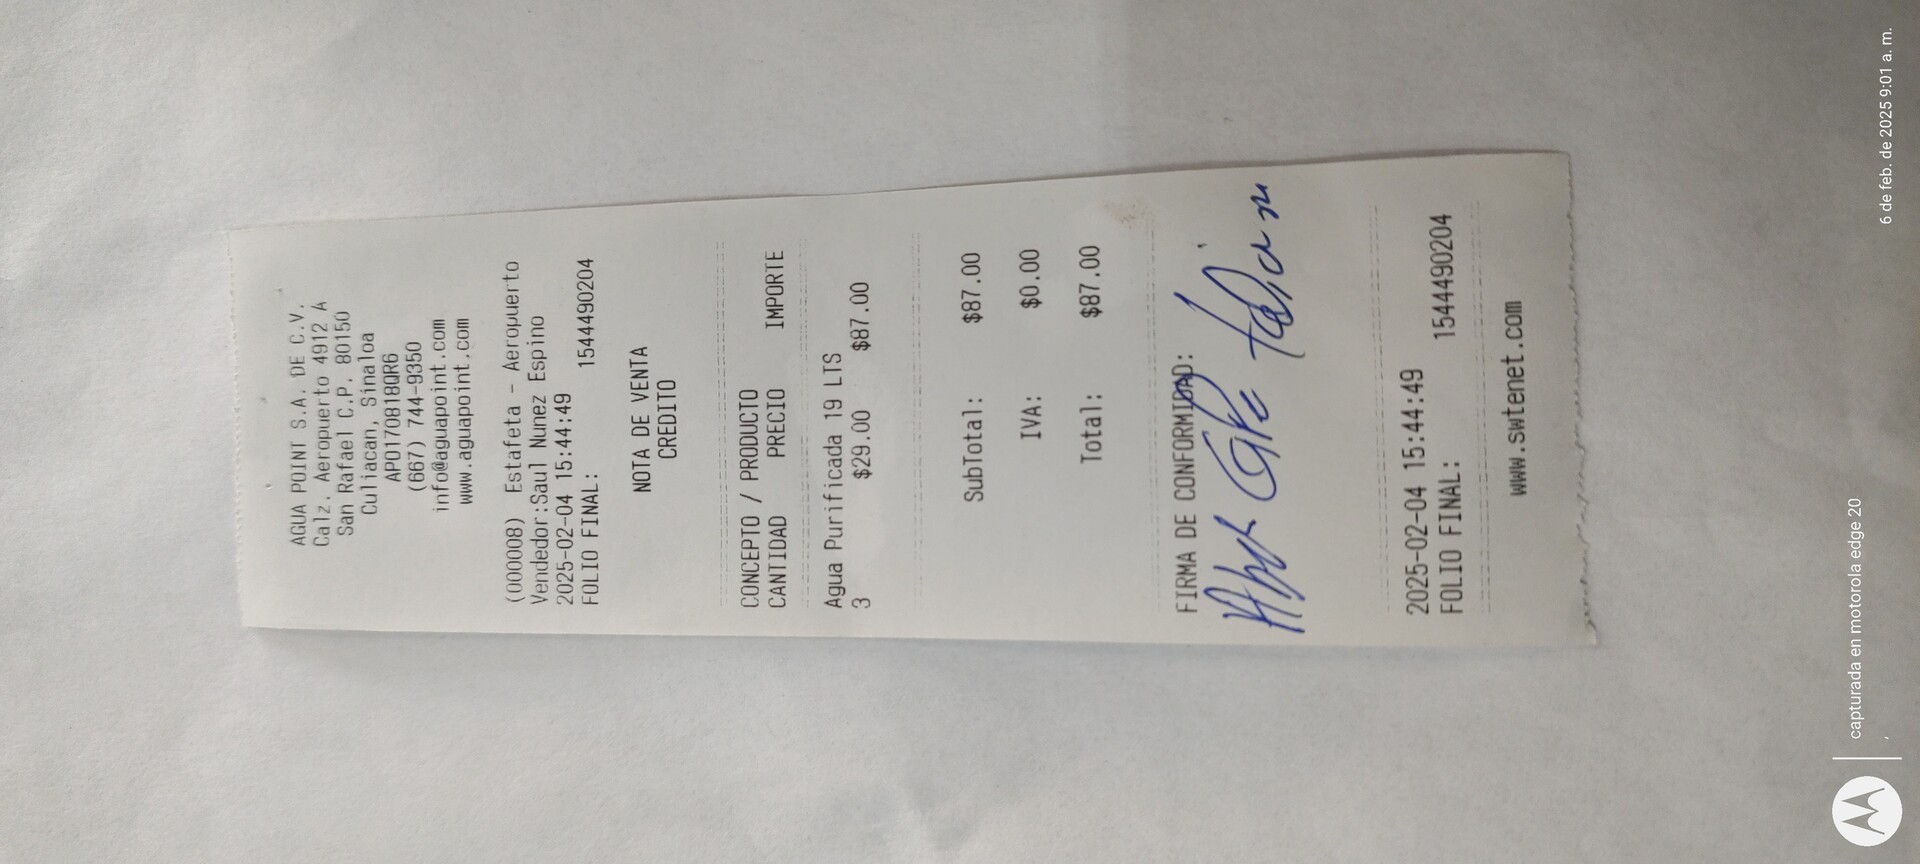 AGUA POINT S.A. DE C.V.
Calz. Aeropuerto 4912 A
San Rafael C.P. 80150
Culiacan, Sinaloa
APO170818QR6
(667) 744-9350
info@aguapoint.com
www.aguapoint.com
(000008) Estafeta - Aeropuerto
Vendedor:Saul Nunez Espino
2025-02-04 15:44:49
FOLIO FINAL: 1544490204
NOTA DE VENTA
CREDITO
CONCEPTO / PRODUCTO
CANTIDAD PRECIO IMPORTE
Agua Purificada 19 LTS
3 $29.00 $87.00
SubTotal: $87.00
IVA: $0.00
Total: $87.00
FIRMA DE CONFORMIDAD:
2025-02-04 15:44:49
FOLIO FINAL: 1544490204
www.swtenet.com
capturada en motorola edge 20
6 de feb. de 2025 9:01 a. m.